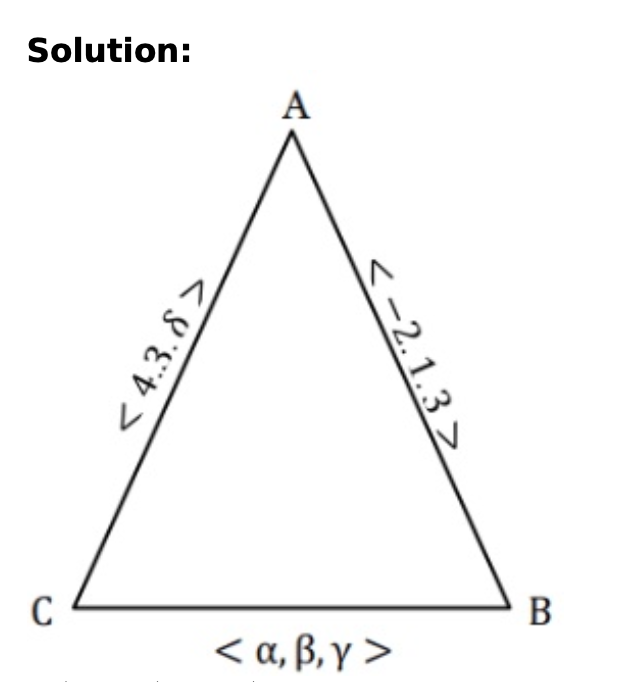 Solution:
A
< 4.3. δ >
< −2. 1. 3 >
C
B
< α, β, γ >